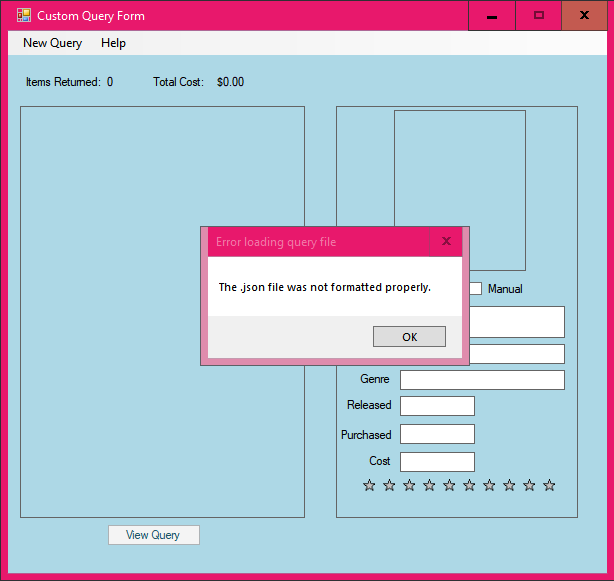 Custom Query Form
New Query Help
Items Returned: 0 Total Cost: $0.00
Error loading query file
The .json file was not formatted properly.
OK
Manual
Genre
Released
Purchased
Cost
View Query